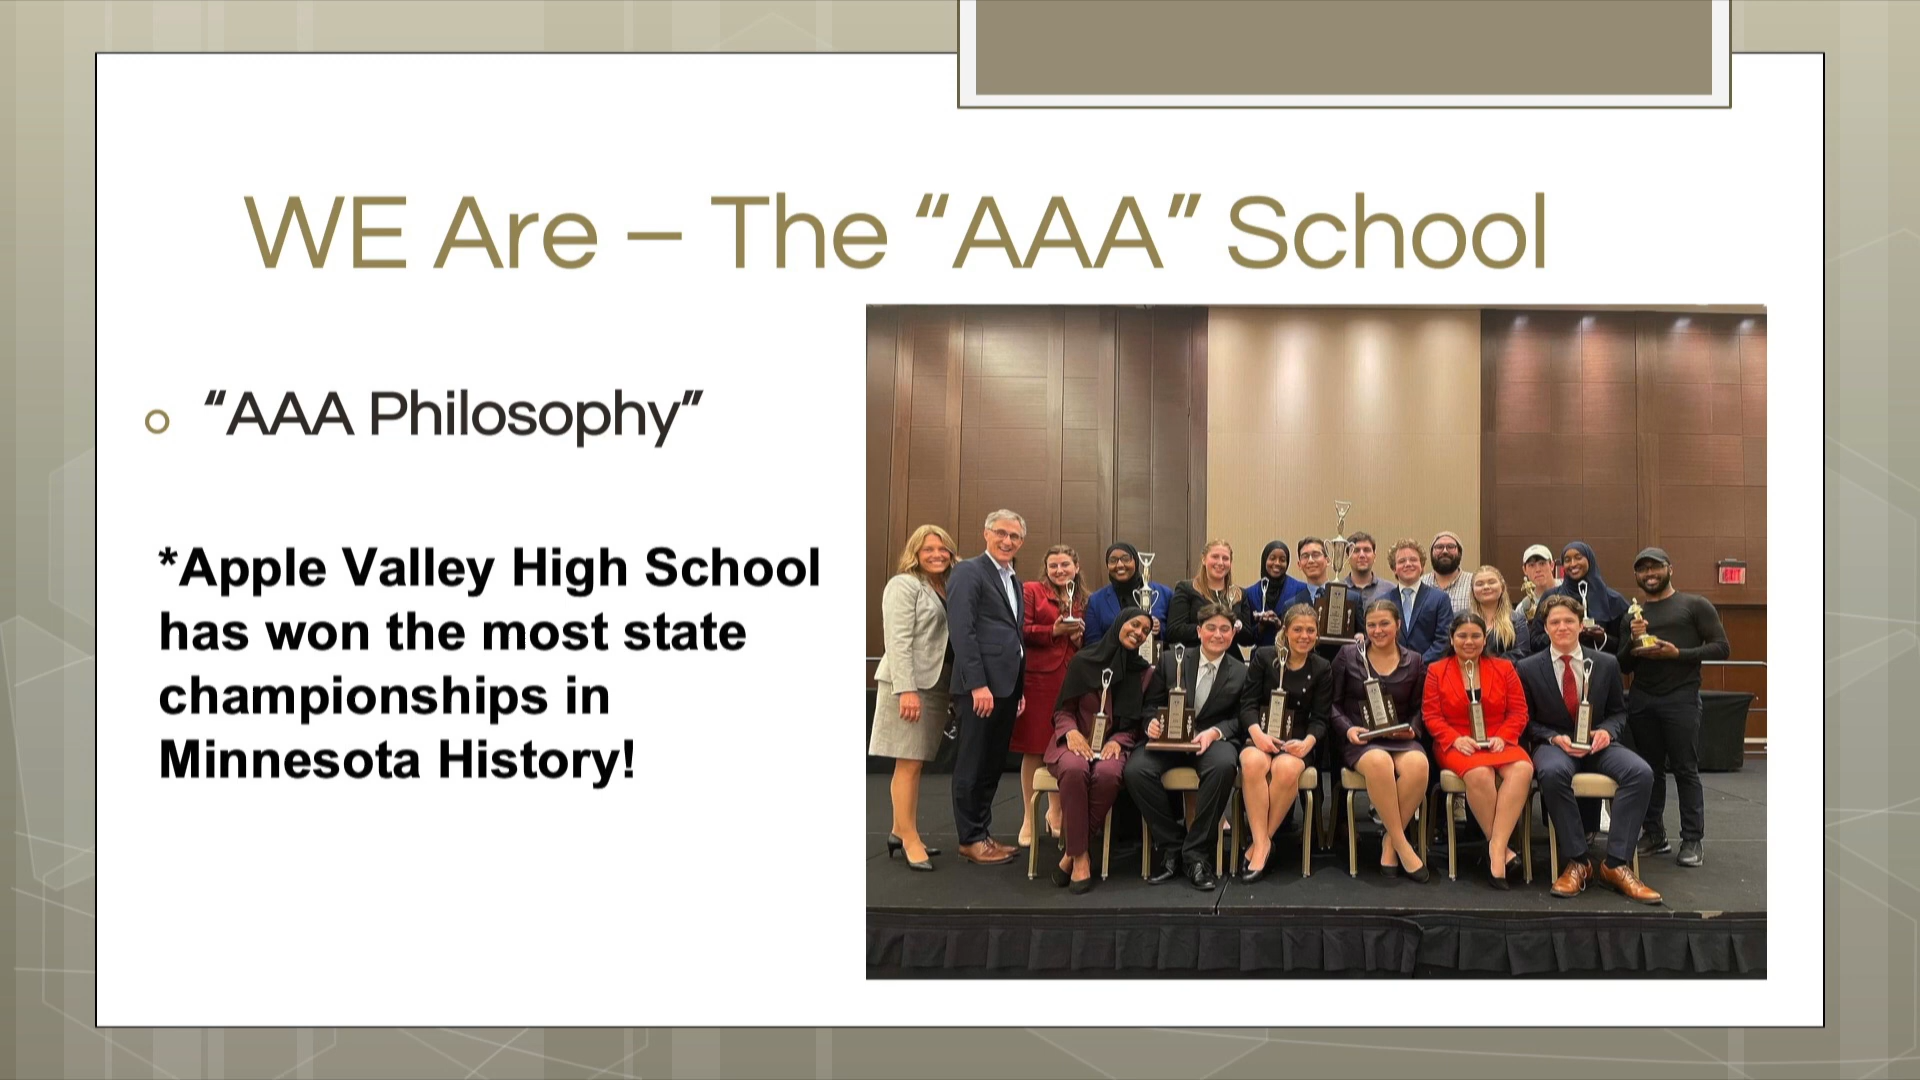 WE Are – The “AAA” School
“AAA Philosophy”
*Apple Valley High School
has won the most state
championships in
Minnesota History!
EXIT